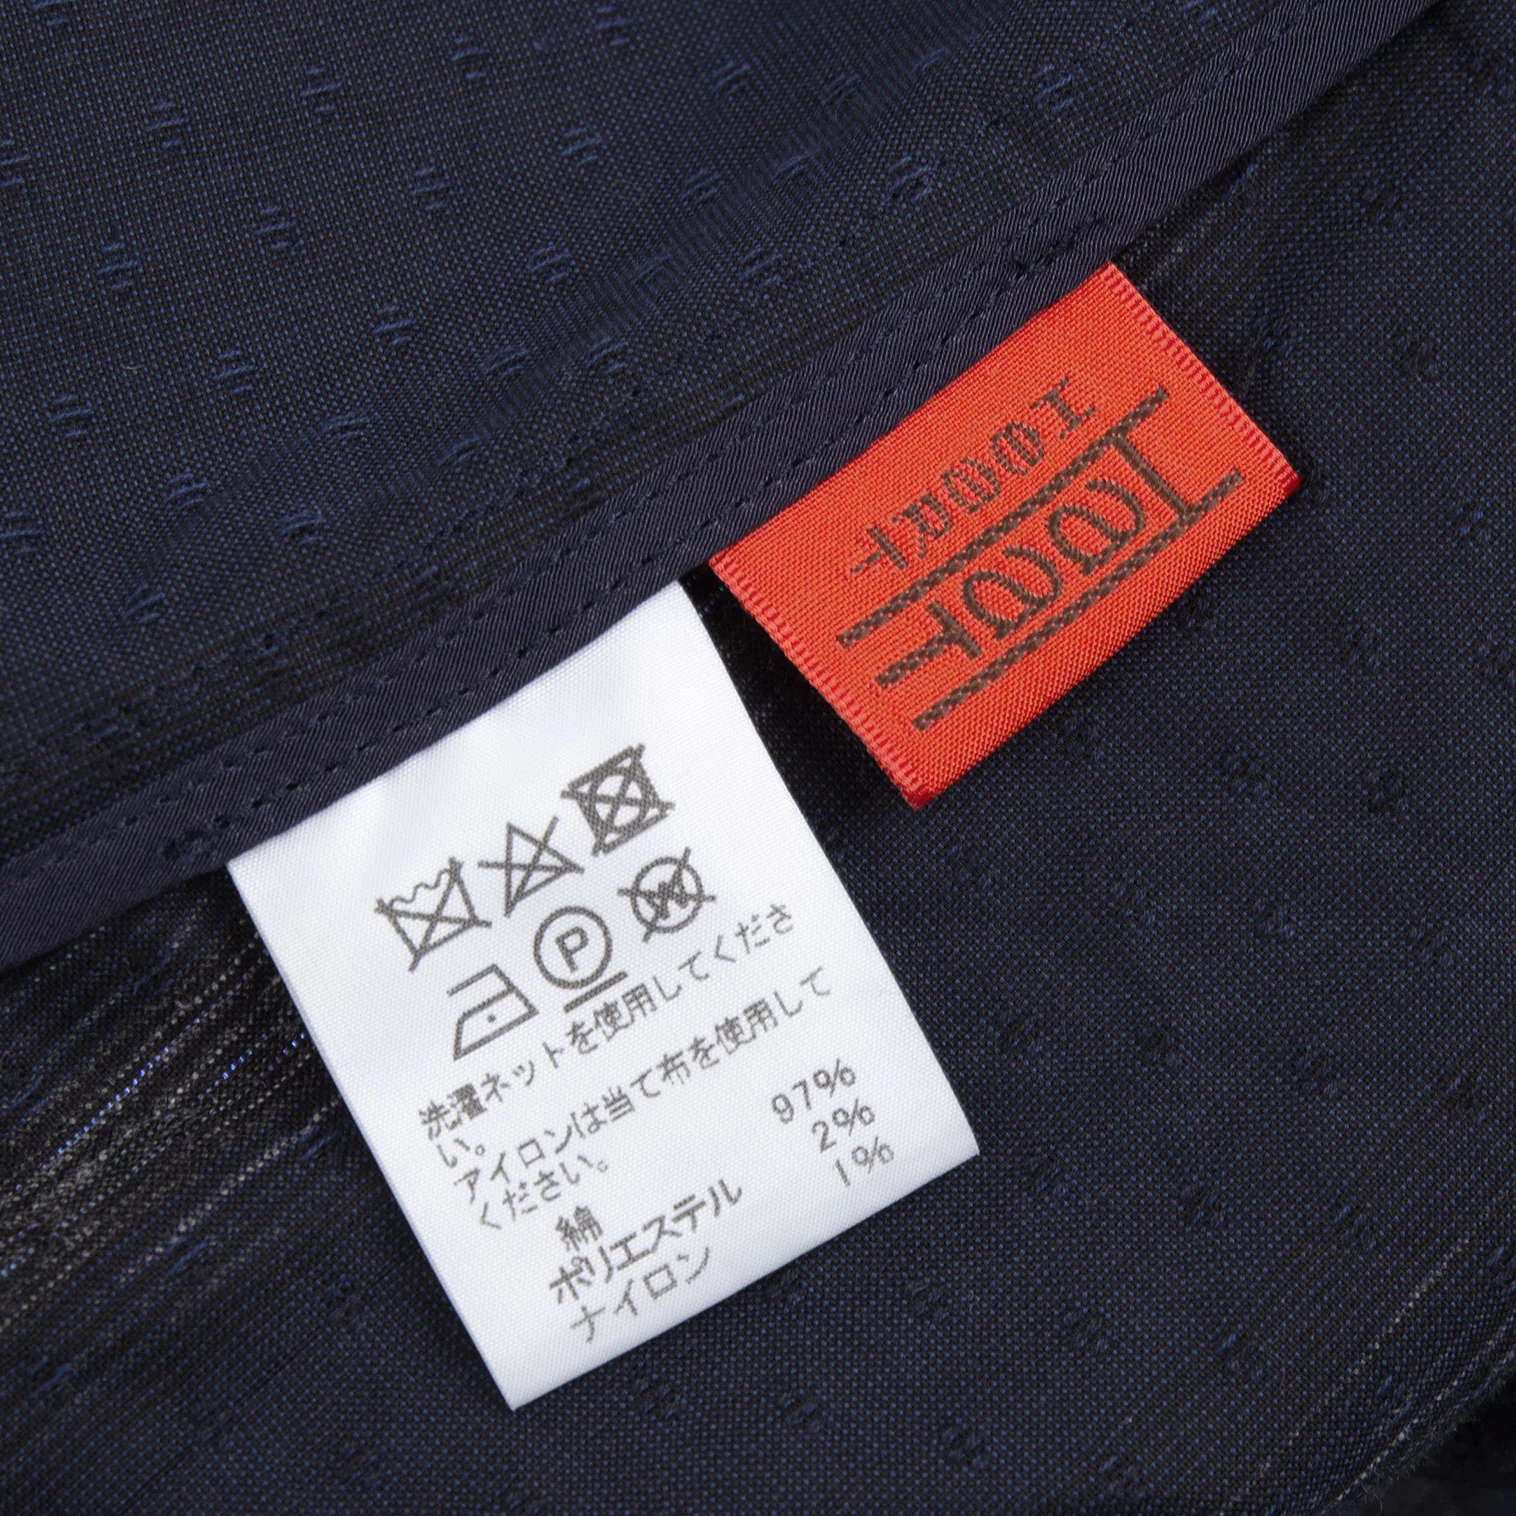 P
W
洗濯ネットを使用してくださ
い。
アイロンは当て布を使用して
ください。
綿 97%
ポリエステル 2%
ナイロン 1%